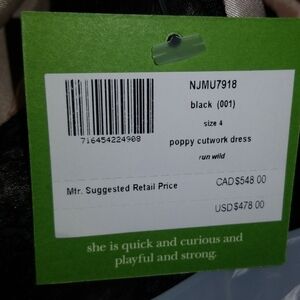 NJMU7918
black (001)
size 4
716454224908
poppy cutwork dress
run wild
Mfr. Suggested Retail Price CAD$548.00
USD$478.00
she is quick and curious and
playful and strong.